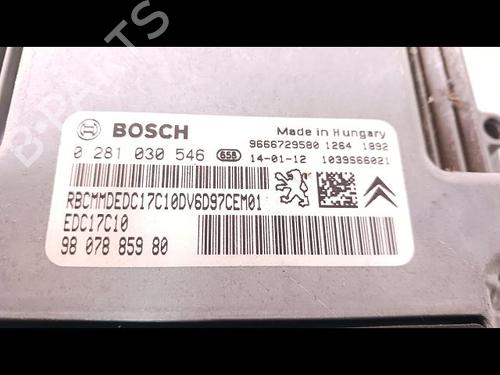 B-PARTS
BOSCH
Made in Hungary
0 281 030 546 658
9666729580 1264 1892
14-01-12 1039S66021
RBCMMDEDC17C10DV6D97CEM01
EDC17C10
98 078 859 80